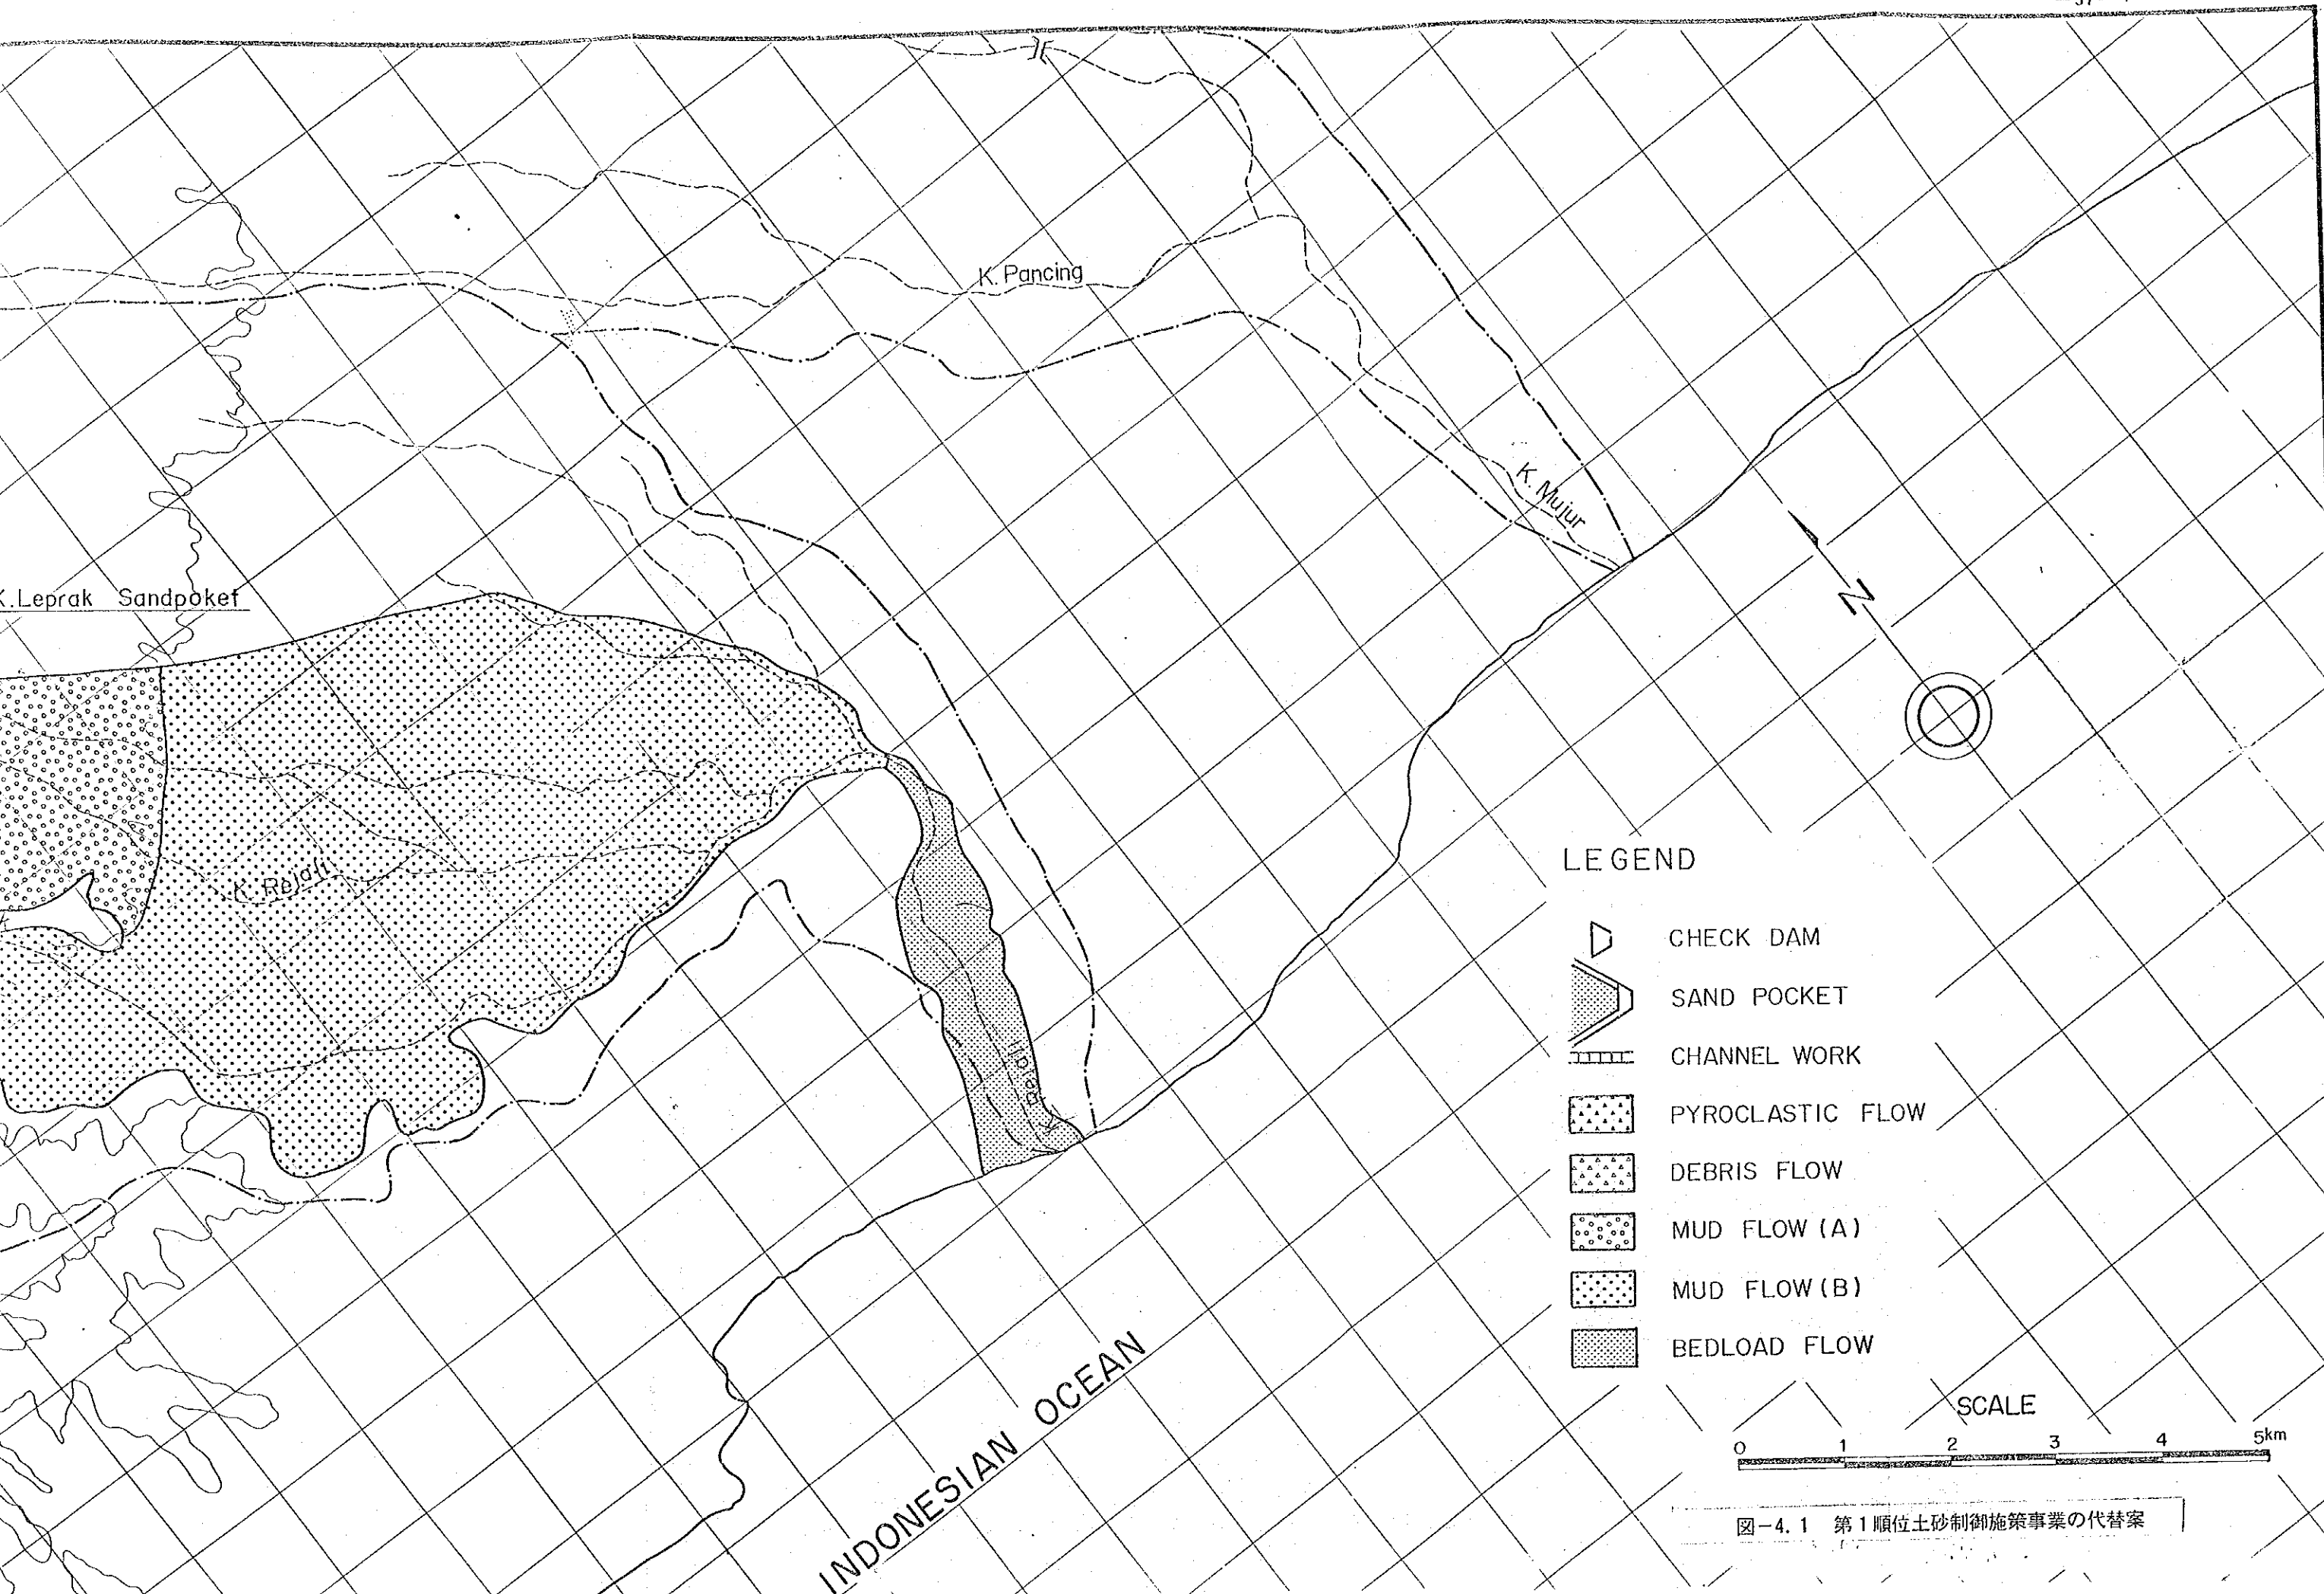 K. Pancing
K. Mujur
K.Leprak Sandpoket
N
K. Rejali
LEGEND
CHECK DAM
SAND POCKET
CHANNEL WORK
PYROCLASTIC FLOW
DEBRIS FLOW
MUD FLOW (A)
MUD FLOW (B)
BEDLOAD FLOW
K. Rejali
INDONESIAN OCEAN
SCALE
0 1 2 3 4 5km
図-4.1 第1順位土砂制御施策事業の代替案